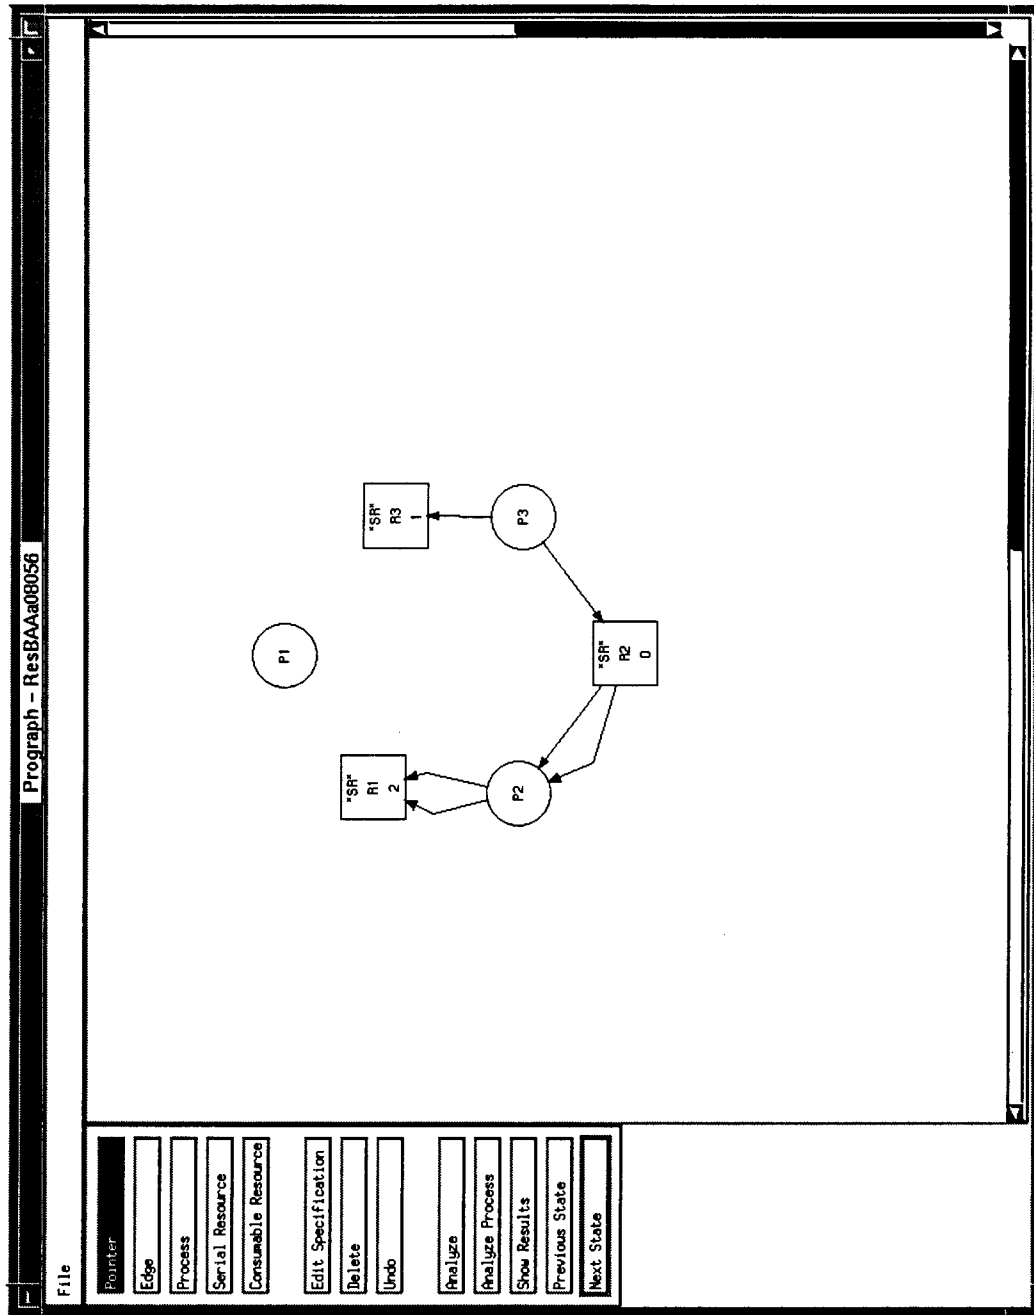 Prograph - ResBAAa08056
File
Pointer
Edge
Process
Serial Resource
Consumable Resource
Edit Specification
Delete
Undo
Analyze
Analyze Process
Show Results
Previous State
Next State
P1
"SR"
R1
2
"SR"
R3
1
P2
P3
"SR"
R2
0